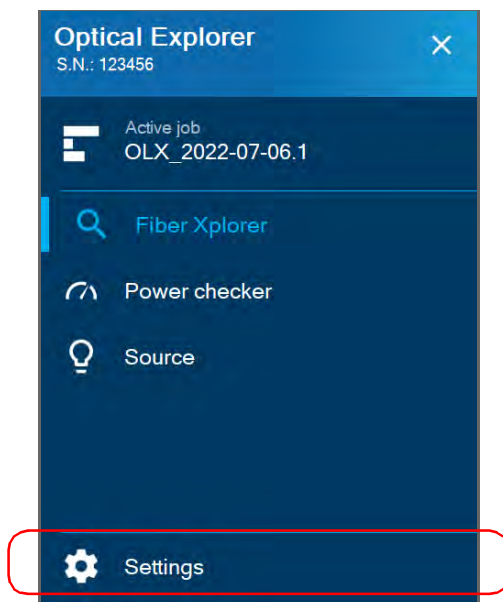 Optical Explorer
S.N.: 123456
Active job
OLX_2022-07-06.1
Fiber Xplorer
Power checker
Source
Settings